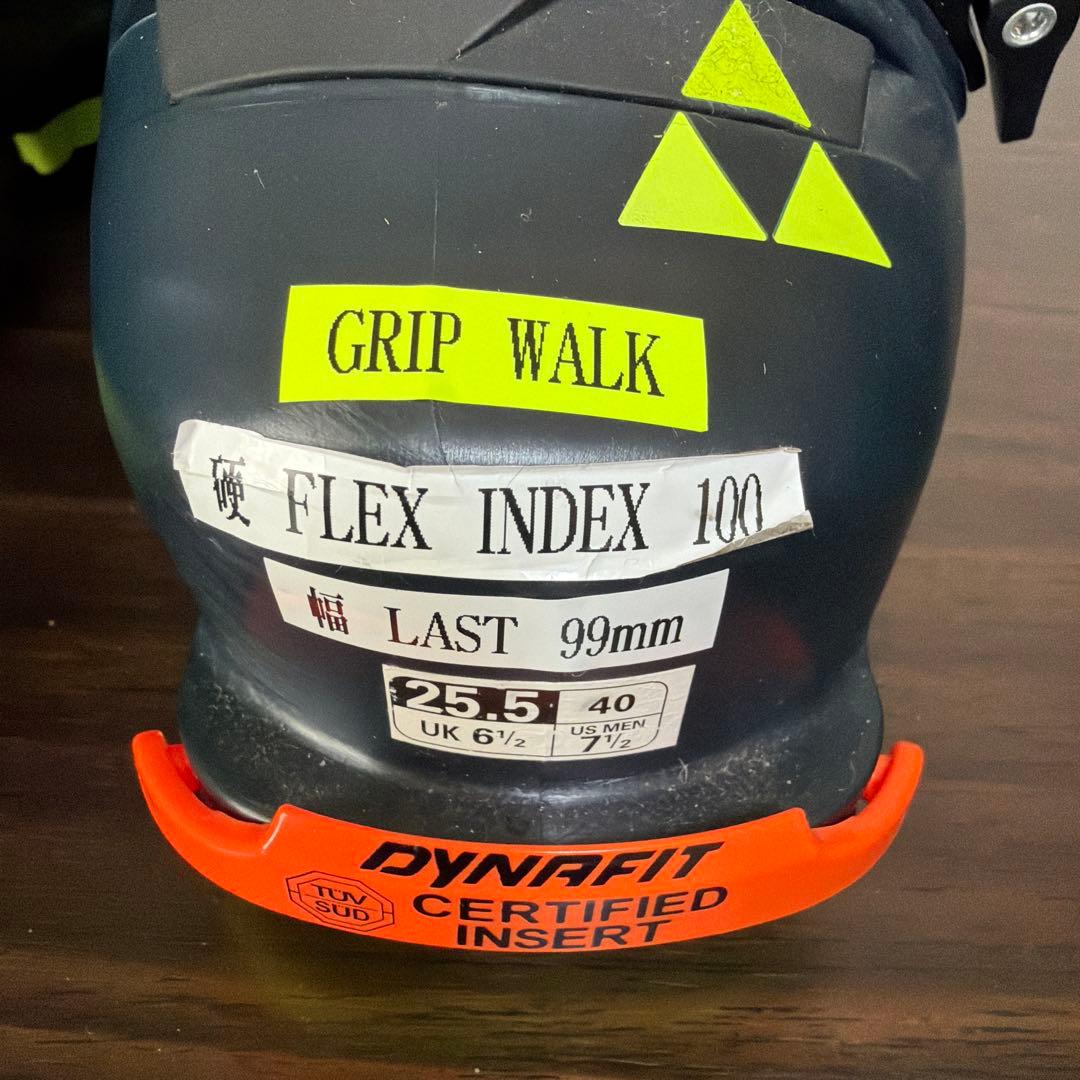 GRIP WALK
硬 FLEX INDEX 100
幅 LAST 99mm
25.5 40
UK 6½ US MEN 7½
DYNAFIT
TÜV SÜD
CERTIFIED
INSERT